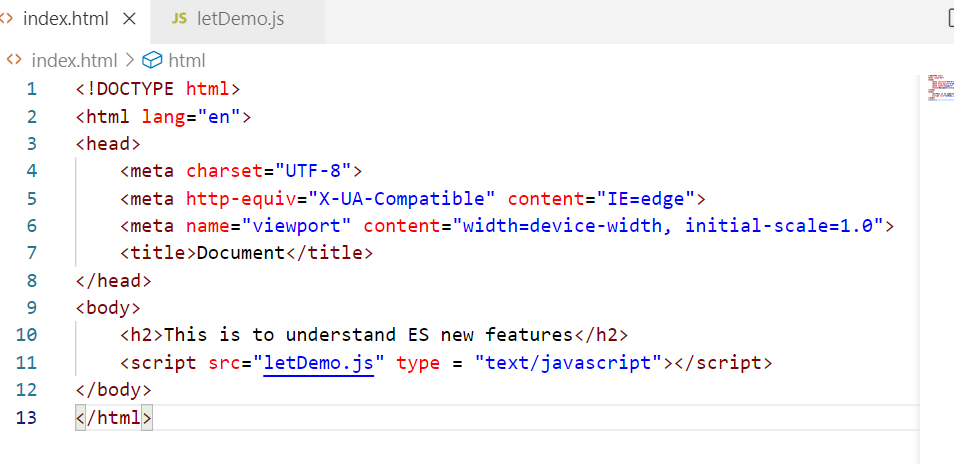 index.html
JS letDemo.js
index.html > html
1 <!DOCTYPE html>
2 <html lang="en">
3 <head>
4     <meta charset="UTF-8">
5     <meta http-equiv="X-UA-Compatible" content="IE=edge">
6     <meta name="viewport" content="width=device-width, initial-scale=1.0">
7     <title>Document</title>
8 </head>
9 <body>
10     <h2>This is to understand ES new features</h2>
11     <script src="letDemo.js" type = "text/javascript"></script>
12 </body>
13 </html>